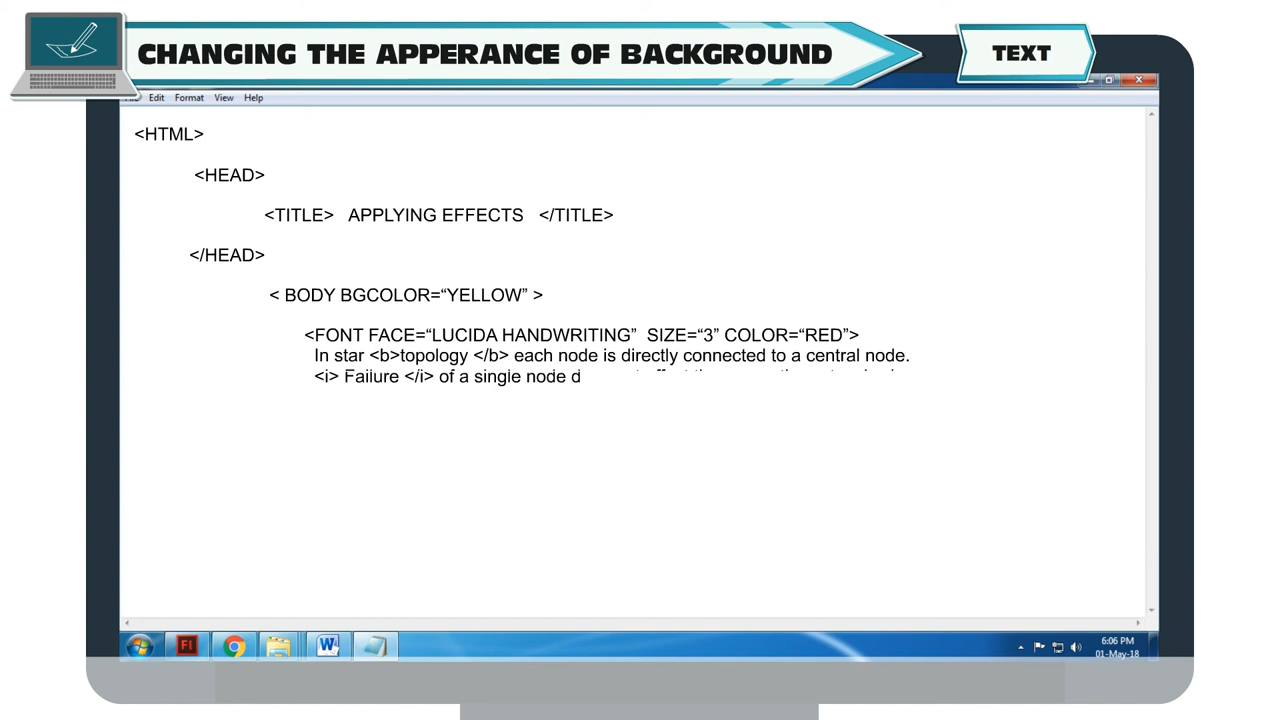 CHANGING THE APPERANCE OF BACKGROUND
TEXT
Edit Format View Help
<HTML>
<HEAD>
<TITLE> APPLYING EFFECTS </TITLE>
</HEAD>
< BODY BGCOLOR=“YELLOW” >
<FONT FACE=“LUCIDA HANDWRITING” SIZE=“3” COLOR=“RED”>
In star <b>topology </b> each node is directly connected to a central node.
<i> Failure </i> of a single node d
Fl
W
6:06 PM
01-May-18